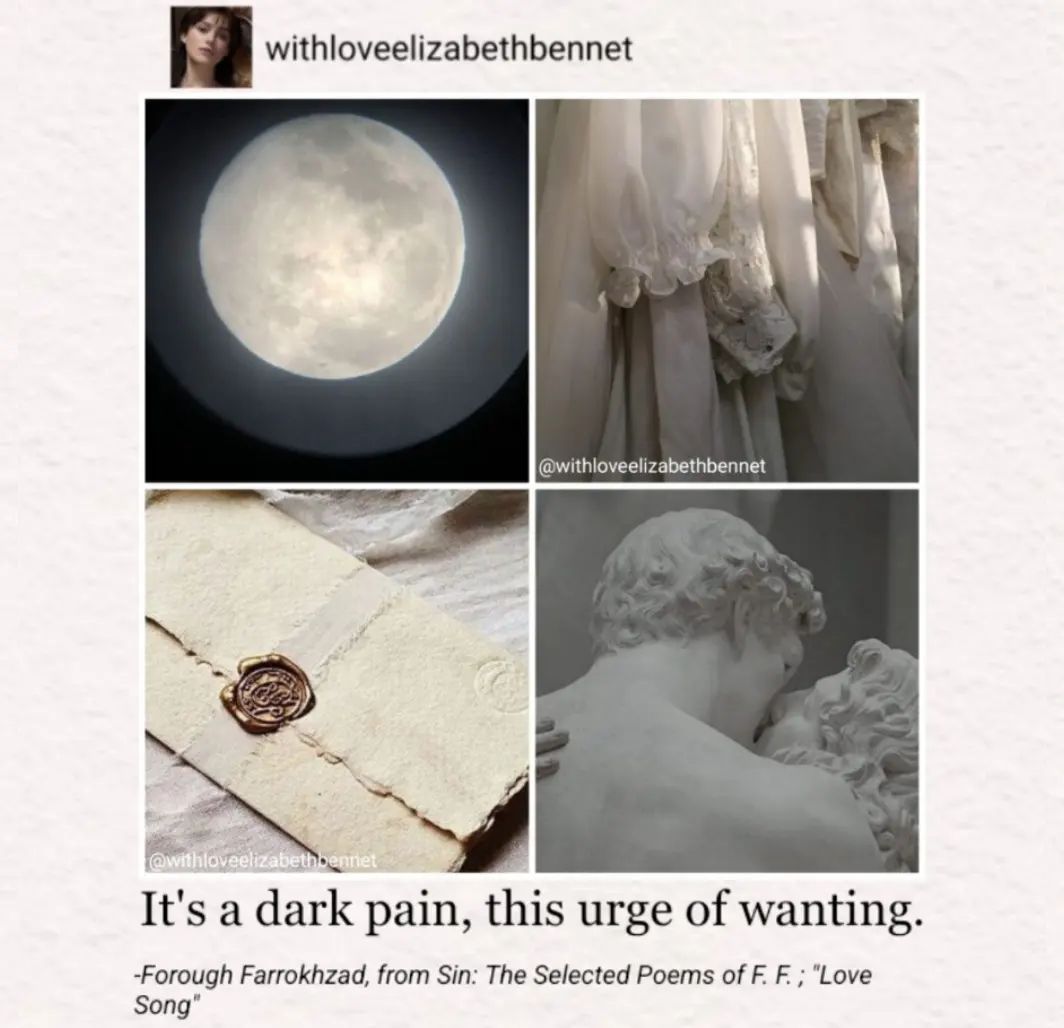 withloveelizabethbennet
@withloveelizabethbennet
@withloveelizabethbennet
It's a dark pain, this urge of wanting.
-Forough Farrokhzad, from Sin: The Selected Poems of F. F. ; "Love
Song"